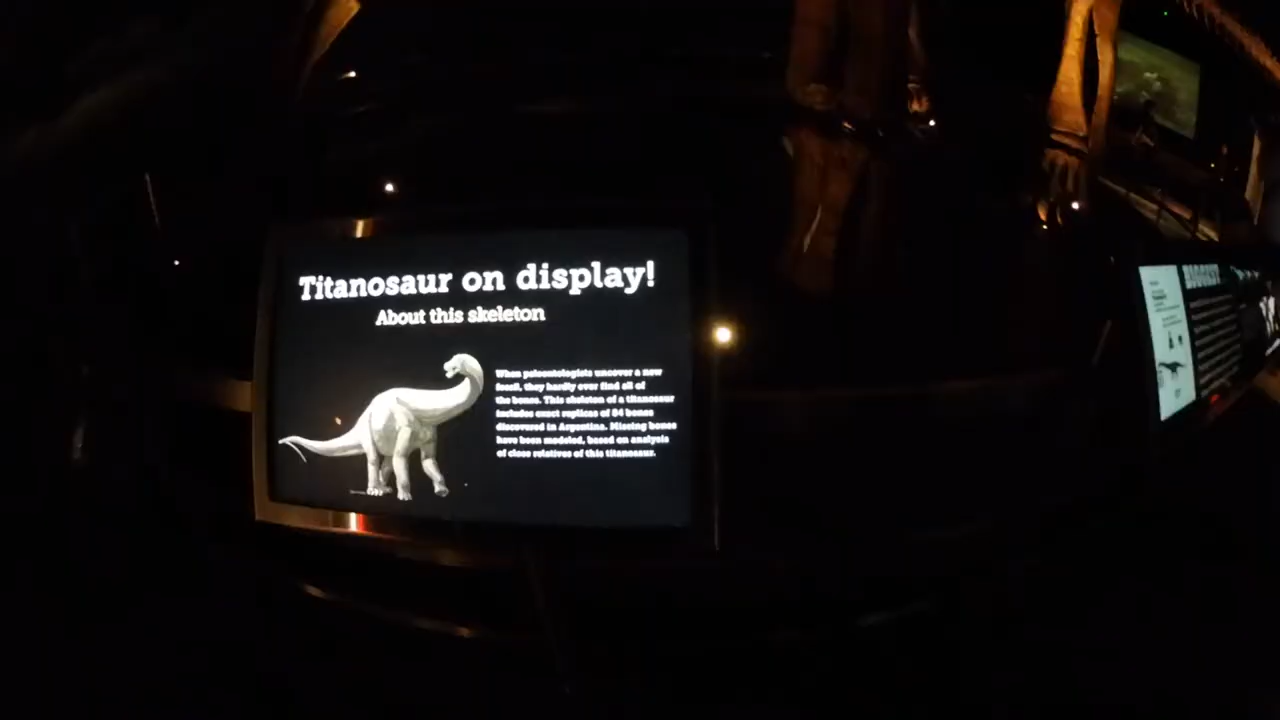 Titanosaur on display!
About this skeleton
When paleontologists uncover a new
fossil, they hardly ever find all of
the bones. This skeleton of a titanosaur
includes exact replicas of 84 bones
discovered in Argentina. Missing bones
have been modeled, based on analysis
of close relatives of this titanosaur.